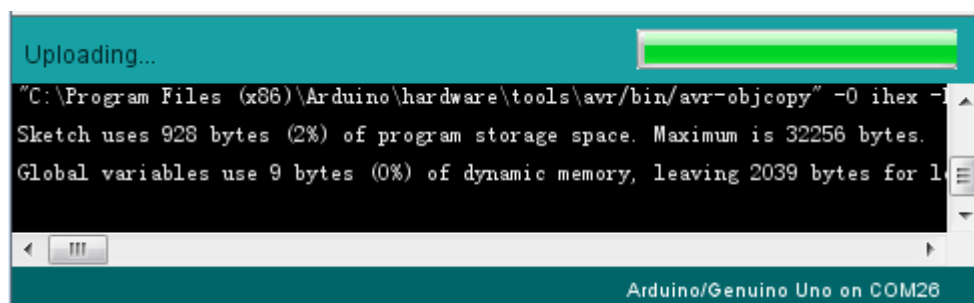 Uploading...
"C:\Program Files (x86)\Arduino\hardware\tools\avr/bin/avr-objcopy" -O ihex
Sketch uses 928 bytes (2%) of program storage space. Maximum is 32256 bytes.
Global variables use 9 bytes (0%) of dynamic memory, leaving 2039 bytes for
Arduino/Genuino Uno on COM26